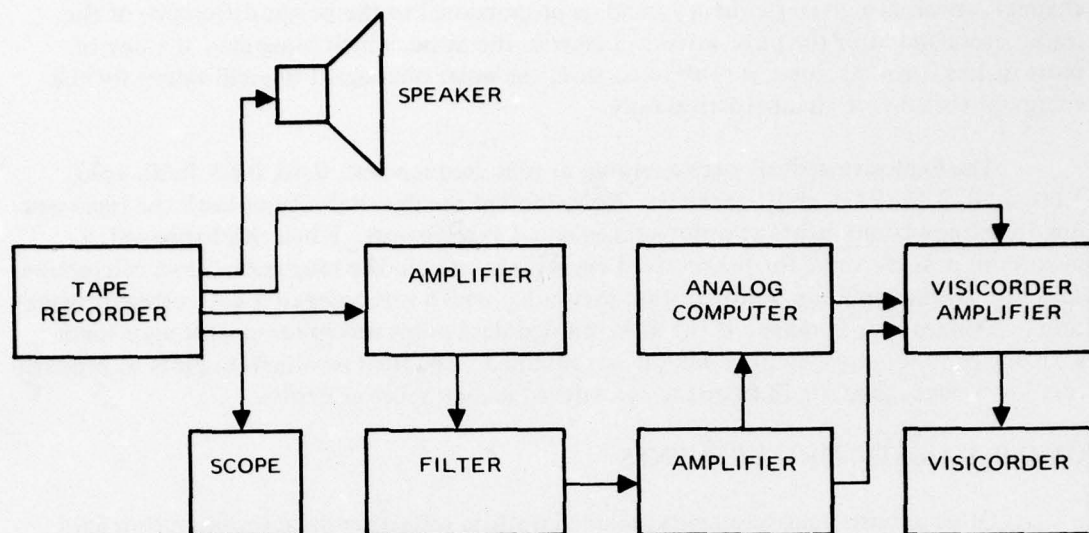 SPEAKER
TAPE
RECORDER
AMPLIFIER
ANALOG
COMPUTER
VISICORDER
AMPLIFIER
SCOPE
FILTER
AMPLIFIER
VISICORDER